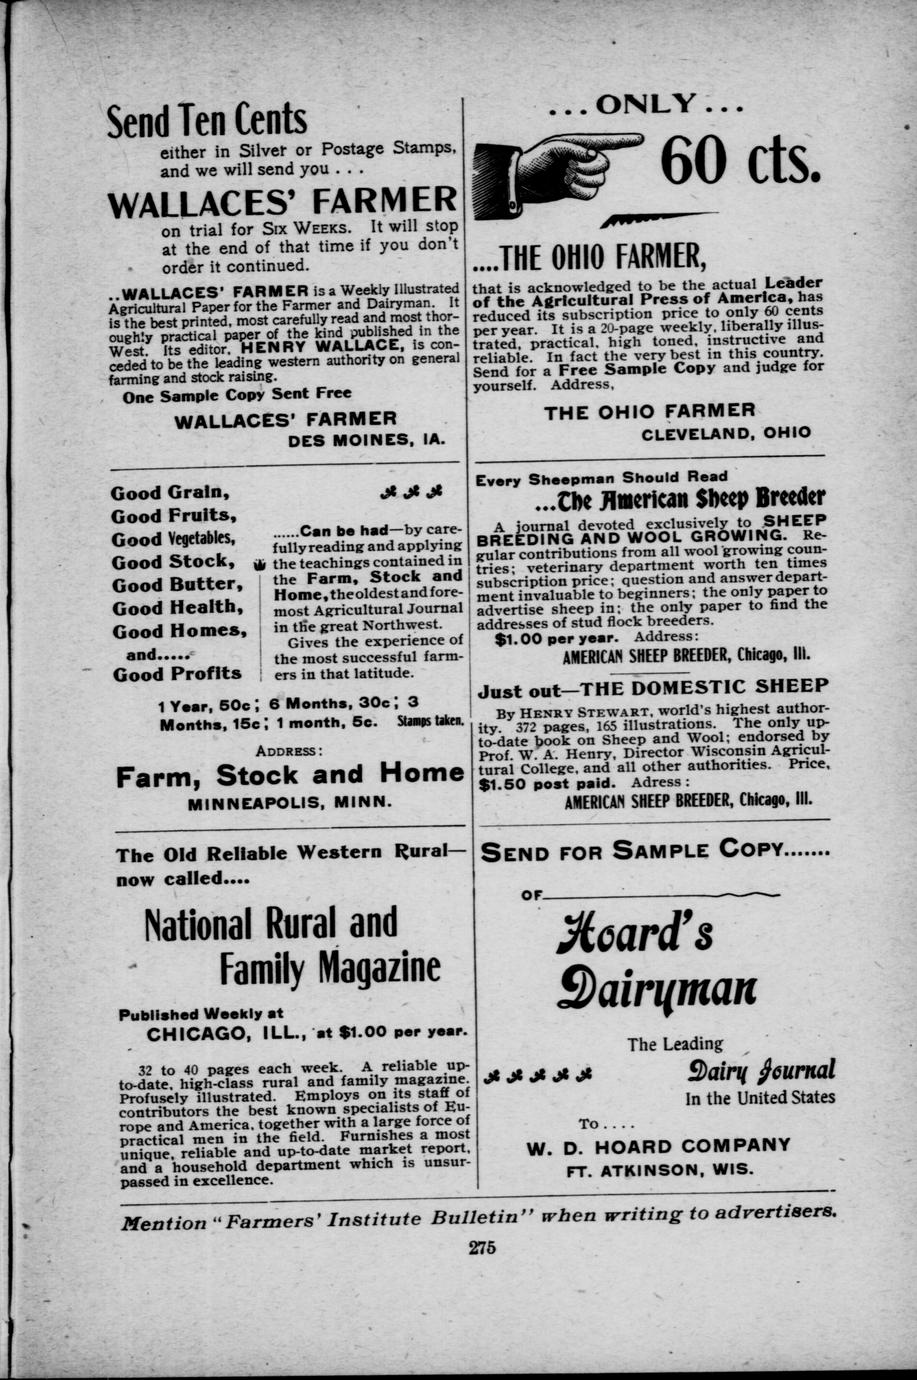 Send Ten Cents
either in Silver or Postage Stamps,
and we will send you . . .
WALLACES' FARMER
on trial for SIX WEEKS. It will stop
at the end of that time if you don't
order it continued.
..WALLACES' FARMER is a Weekly Illustrated
Agricultural Paper for the Farmer and Dairyman. It
is the best printed, most carefully read and most thor-
oughly practical paper of the kind published in the
West. Its editor, HENRY WALLACE, is con-
ceded to be the leading western authority on general
farming and stock raising.
One Sample Copy Sent Free
WALLACES' FARMER
DES MOINES, IA.
Good Grain,
Good Fruits,
Good Vegetables,
Good Stock,
Good Butter,
Good Health,
Good Homes,
and.....
Good Profits
......Can be had—by care-
fully reading and applying
the teachings contained in
the Farm, Stock and
Home, the oldest and fore-
most Agricultural Journal
in the great Northwest.
Gives the experience of
the most successful farm-
ers in that latitude.
1 Year, 50c; 6 Months, 30c; 3
Months, 15c; 1 month, 5c. Stamps taken.
ADDRESS:
Farm, Stock and Home
MINNEAPOLIS, MINN.
The Old Reliable Western Rural—
now called....
National Rural and
Family Magazine
Published Weekly at
CHICAGO, ILL., at $1.00 per year.
32 to 40 pages each week. A reliable up-
to-date, high-class rural and family magazine.
Profusely illustrated. Employs on its staff of
contributors the best known specialists of Eu-
rope and America, together with a large force of
practical men in the field. Furnishes a most
unique, reliable and up-to-date market report,
and a household department which is unsur-
passed in excellence.
...ONLY...
60 cts.
....THE OHIO FARMER,
that is acknowledged to be the actual Leader
of the Agricultural Press of America, has
reduced its subscription price to only 60 cents
per year. It is a 20-page weekly, liberally illus-
trated, practical, high toned, instructive and
reliable. In fact the very best in this country.
Send for a Free Sample Copy and judge for
yourself. Address,
THE OHIO FARMER
CLEVELAND, OHIO
Every Sheepman Should Read
...The American Sheep Breeder
A journal devoted exclusively to SHEEP
BREEDING AND WOOL GROWING. Re-
gular contributions from all wool growing coun-
tries; veterinary department worth ten times
subscription price; question and answer depart-
ment invaluable to beginners; the only paper to
advertise sheep in; the only paper to find the
addresses of stud flock breeders.
$1.00 per year. Address:
AMERICAN SHEEP BREEDER, Chicago, Ill.
Just out—THE DOMESTIC SHEEP
By HENRY STEWART, world's highest author-
ity. 372 pages, 165 illustrations. The only up-
to-date book on Sheep and Wool; endorsed by
Prof. W. A. Henry, Director Wisconsin Agricul-
tural College, and all other authorities. Price,
$1.50 post paid. Adress:
AMERICAN SHEEP BREEDER, Chicago, Ill.
SEND FOR SAMPLE COPY.......
OF
Hoard's
Dairyman
The Leading
Dairy Journal
In the United States
To....
W. D. HOARD COMPANY
FT. ATKINSON, WIS.
Mention "Farmers' Institute Bulletin" when writing to advertisers.
275